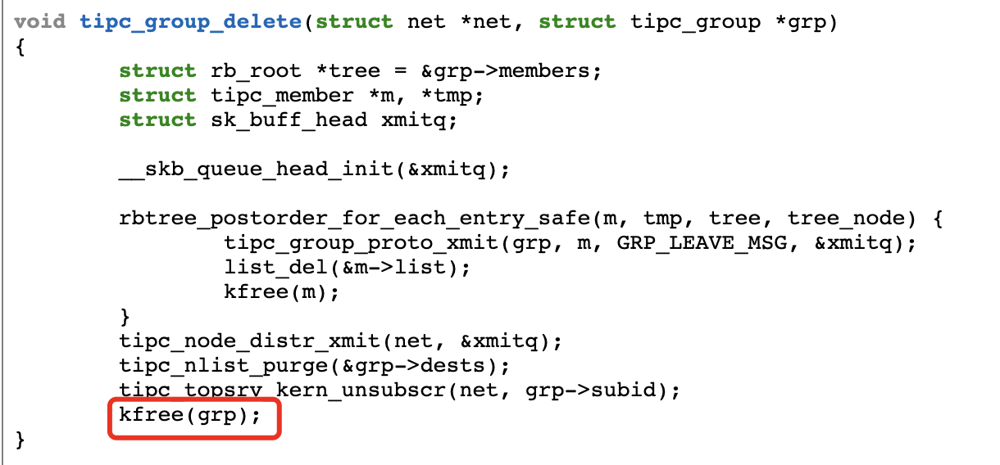 void tipc_group_delete(struct net *net, struct tipc_group *grp)
{
        struct rb_root *tree = &grp->members;
        struct tipc_member *m, *tmp;
        struct sk_buff_head xmitq;

        __skb_queue_head_init(&xmitq);

        rbtree_postorder_for_each_entry_safe(m, tmp, tree, tree_node) {
                tipc_group_proto_xmit(grp, m, GRP_LEAVE_MSG, &xmitq);
                list_del(&m->list);
                kfree(m);
        }
        tipc_node_distr_xmit(net, &xmitq);
        tipc_nlist_purge(&grp->dests);
        tipc_topsrv_kern_unsubscr(net, grp->subid);
        kfree(grp);
}